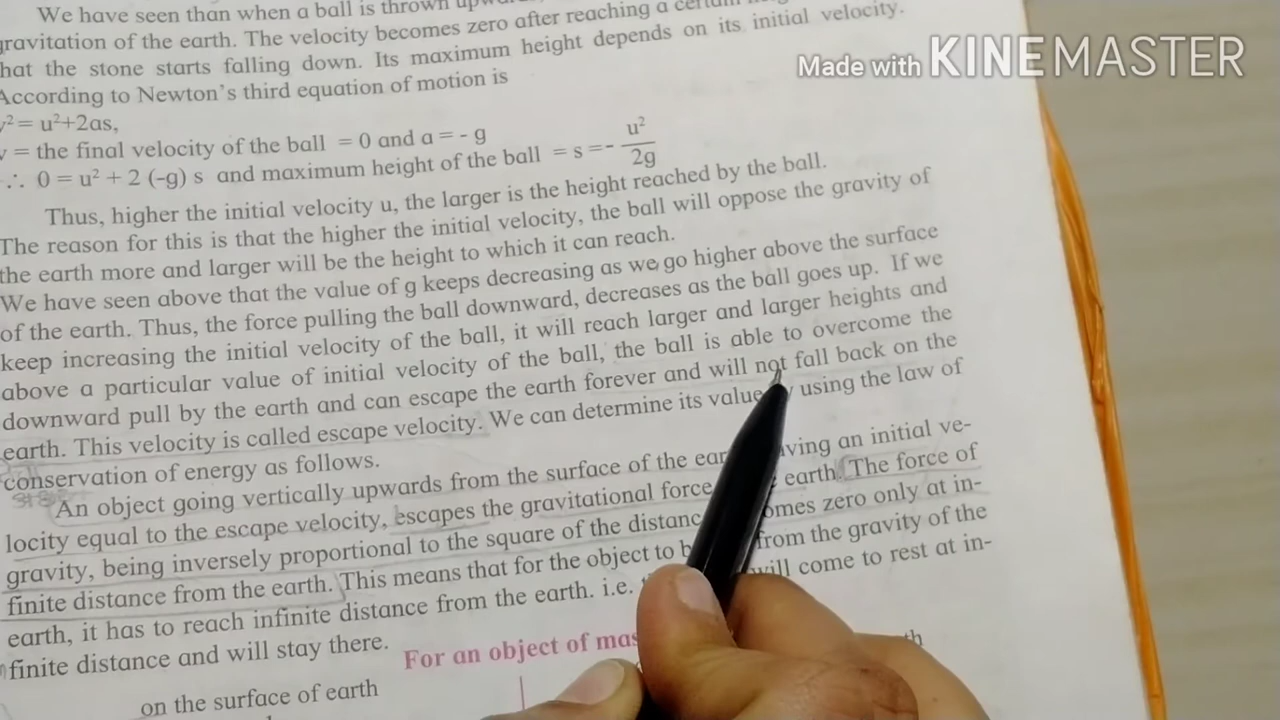 Made with KINEMASTER
We have seen than when a ball is thrown
gravitation of the earth. The velocity becomes zero after reaching a certain
hat the stone starts falling down. Its maximum height depends on its initial velocity.
According to Newton's third equation of motion is
v² = u²+2as,
v = the final velocity of the ball = 0 and a = - g
∴ 0 = u² + 2 (-g) s and maximum height of the ball = s =- u²/2g
Thus, higher the initial velocity u, the larger is the height reached by the ball.
The reason for this is that the higher the initial velocity, the ball will oppose the gravity of
the earth more and larger will be the height to which it can reach.
We have seen above that the value of g keeps decreasing as we go higher above the surface
of the earth. Thus, the force pulling the ball downward, decreases as the ball goes up. If we
keep increasing the initial velocity of the ball, it will reach larger and larger heights and
above a particular value of initial velocity of the ball, the ball is able to overcome the
downward pull by the earth and can escape the earth forever and will not fall back on the
earth. This velocity is called escape velocity. We can determine its value using the law of
conservation of energy as follows.
An object going vertically upwards from the surface of the ear ving an initial ve-
locity equal to the escape velocity, escapes the gravitational force earth. The force of
gravity, being inversely proportional to the square of the distanc omes zero only at in-
finite distance from the earth. This means that for the object to b from the gravity of the
earth, it has to reach infinite distance from the earth. i.e. will come to rest at in-
finite distance and will stay there.
For an object of mas
on the surface of earth